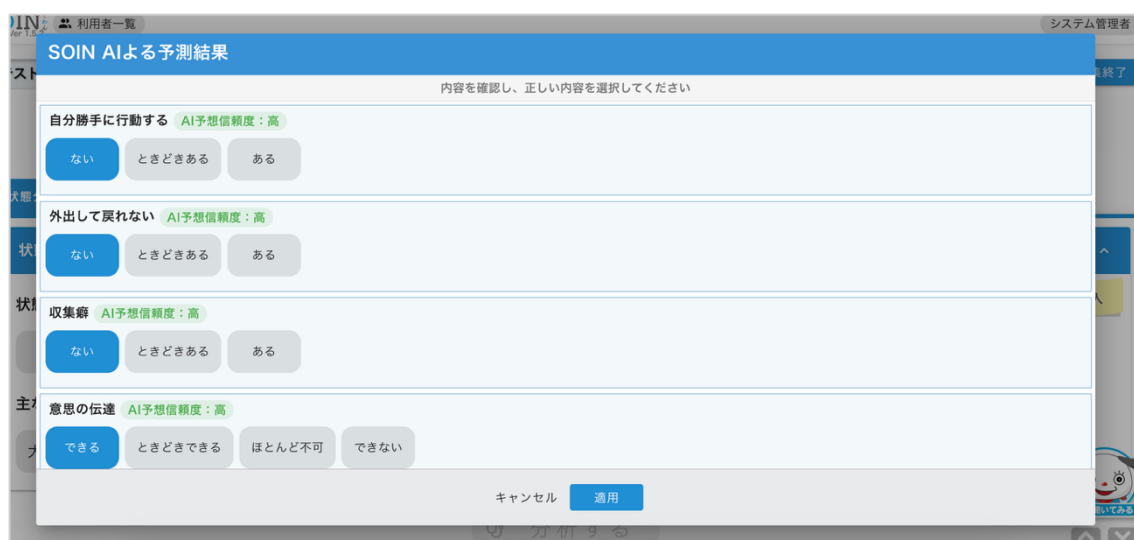 利用者一覧
システム管理者
Ver 1.5.2
SOIN AIよる予測結果
内容を確認し、正しい内容を選択してください
自分勝手に行動する AI予想信頼度：高
ない ときどきある ある
外出して戻れない AI予想信頼度：高
ない ときどきある ある
収集癖 AI予想信頼度：高
ない ときどきある ある
意思の伝達 AI予想信頼度：高
できる ときどきできる ほとんど不可 できない
キャンセル 適用
分析する